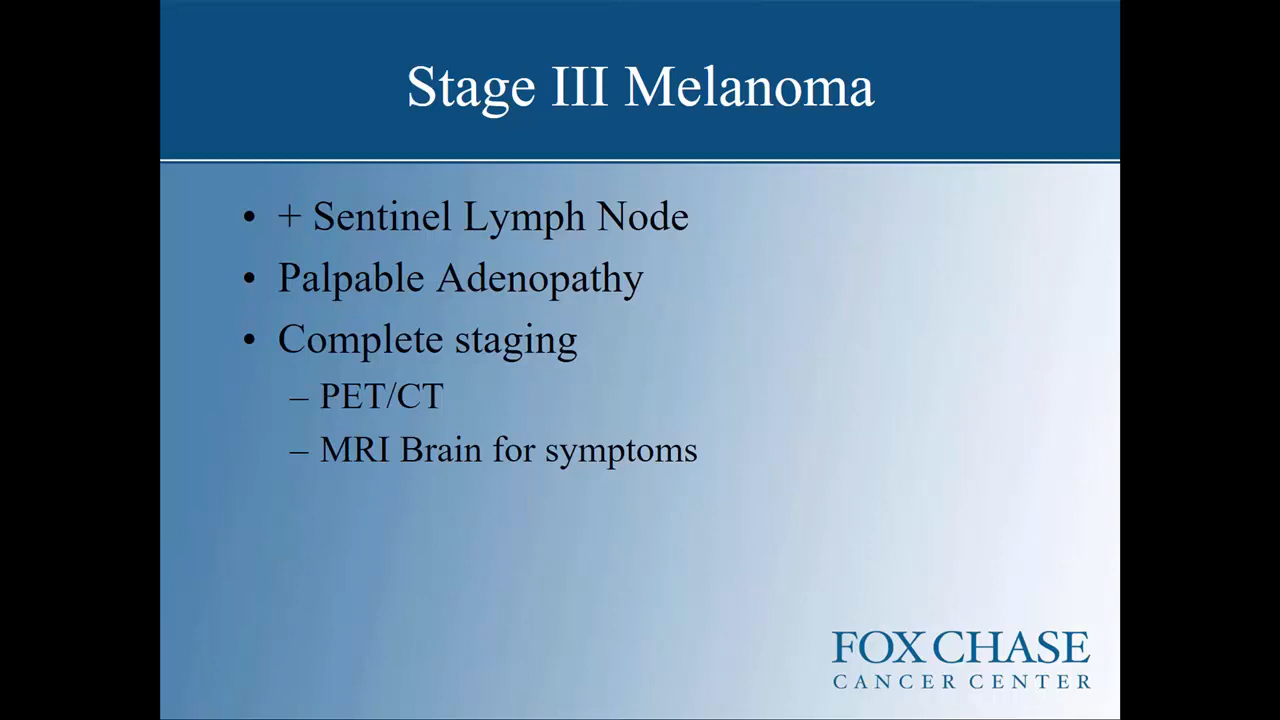 Stage III Melanoma
• + Sentinel Lymph Node
• Palpable Adenopathy
• Complete staging
– PET/CT
– MRI Brain for symptoms
FOX CHASE
CANCER CENTER